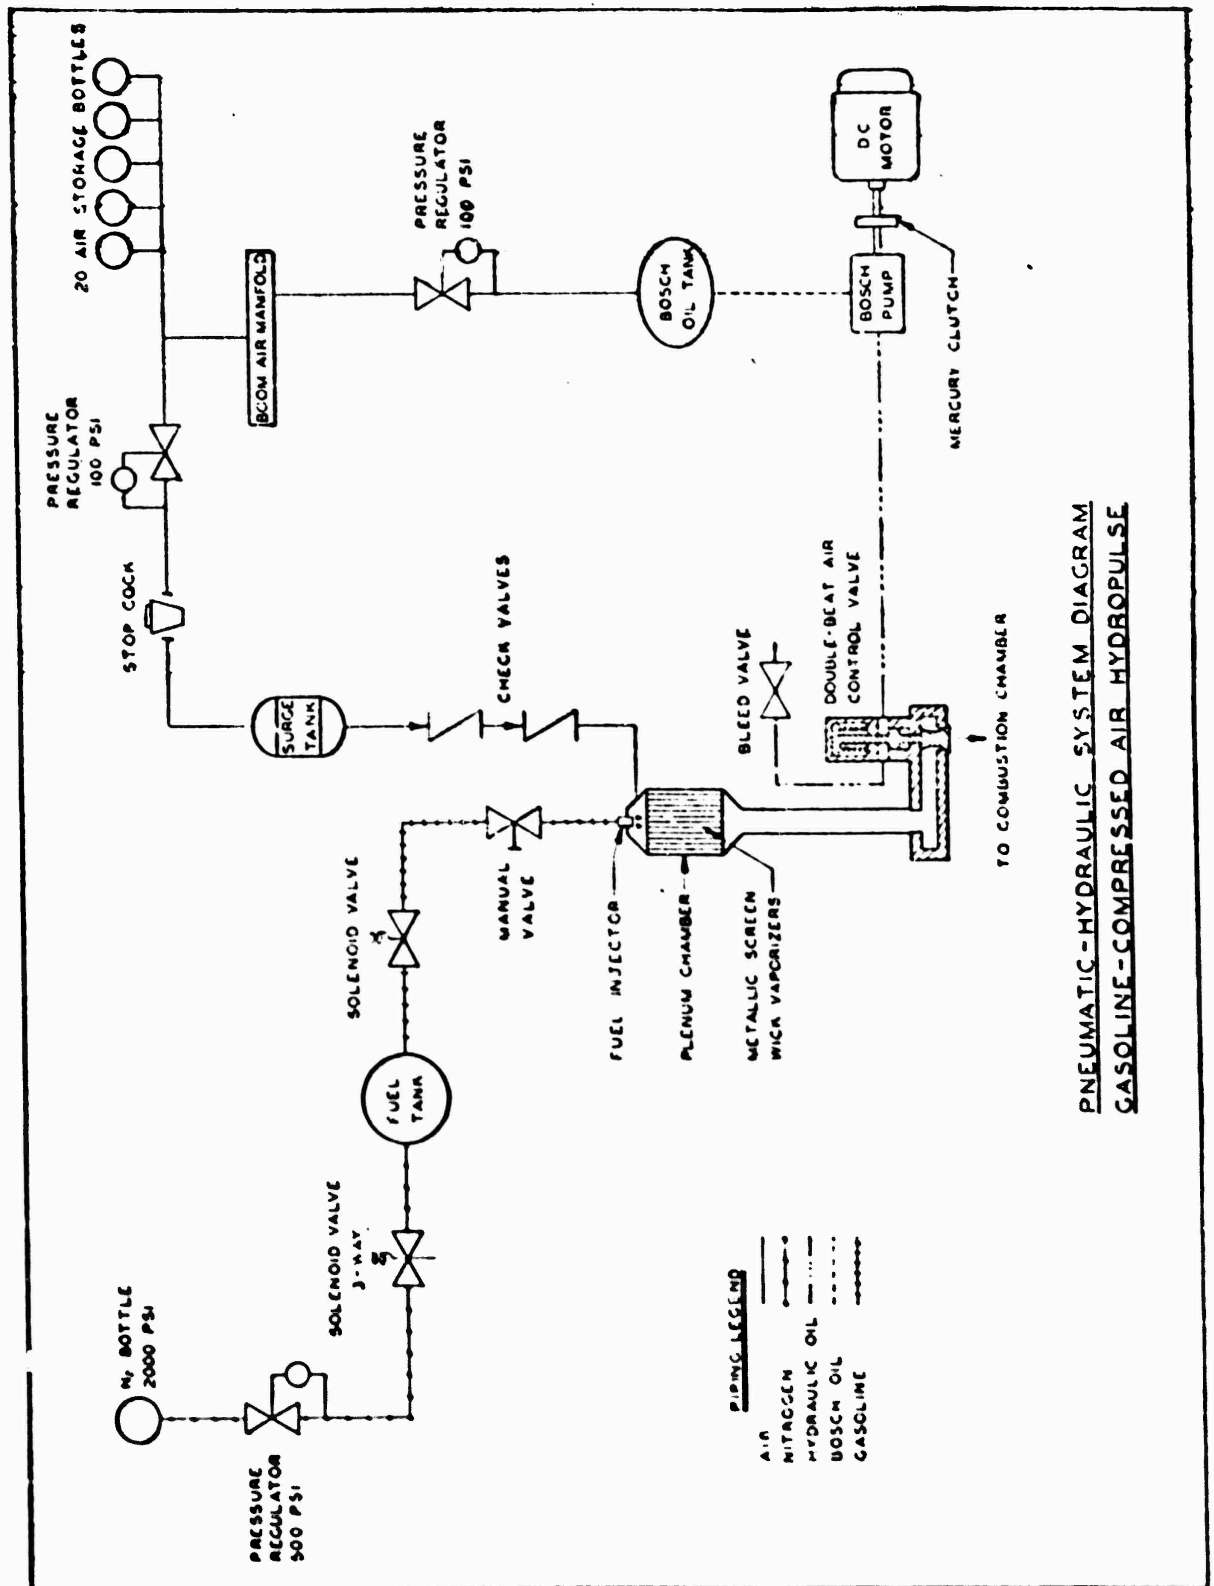 N₂ BOTTLE
2000 PSI
PRESSURE
REGULATOR
500 PSI
SOLENOID VALVE
3-WAY
FUEL
TANK
SOLENOID VALVE
MANUAL
VALVE
FUEL INJECTOR
PLENUM CHAMBER
METALLIC SCREEN
WICK VAPORIZERS
SURGE
TANK
CHECK VALVES
STOP COCK
PRESSURE
REGULATOR
100 PSI
20 AIR STORAGE BOTTLES
BOOM AIR MANIFOLD
PRESSURE
REGULATOR
100 PSI
BOSCH
OIL TANK
BOSCH
PUMP
DC
MOTOR
MERCURY CLUTCH
BLEED VALVE
DOUBLE-BEAT AIR
CONTROL VALVE
TO COMBUSTION CHAMBER
PIPING LEGEND
AIR
NITROGEN
HYDRAULIC OIL
BOSCH OIL
GASOLINE
PNEUMATIC-HYDRAULIC SYSTEM DIAGRAM
GASOLINE-COMPRESSED AIR HYDROPULSE